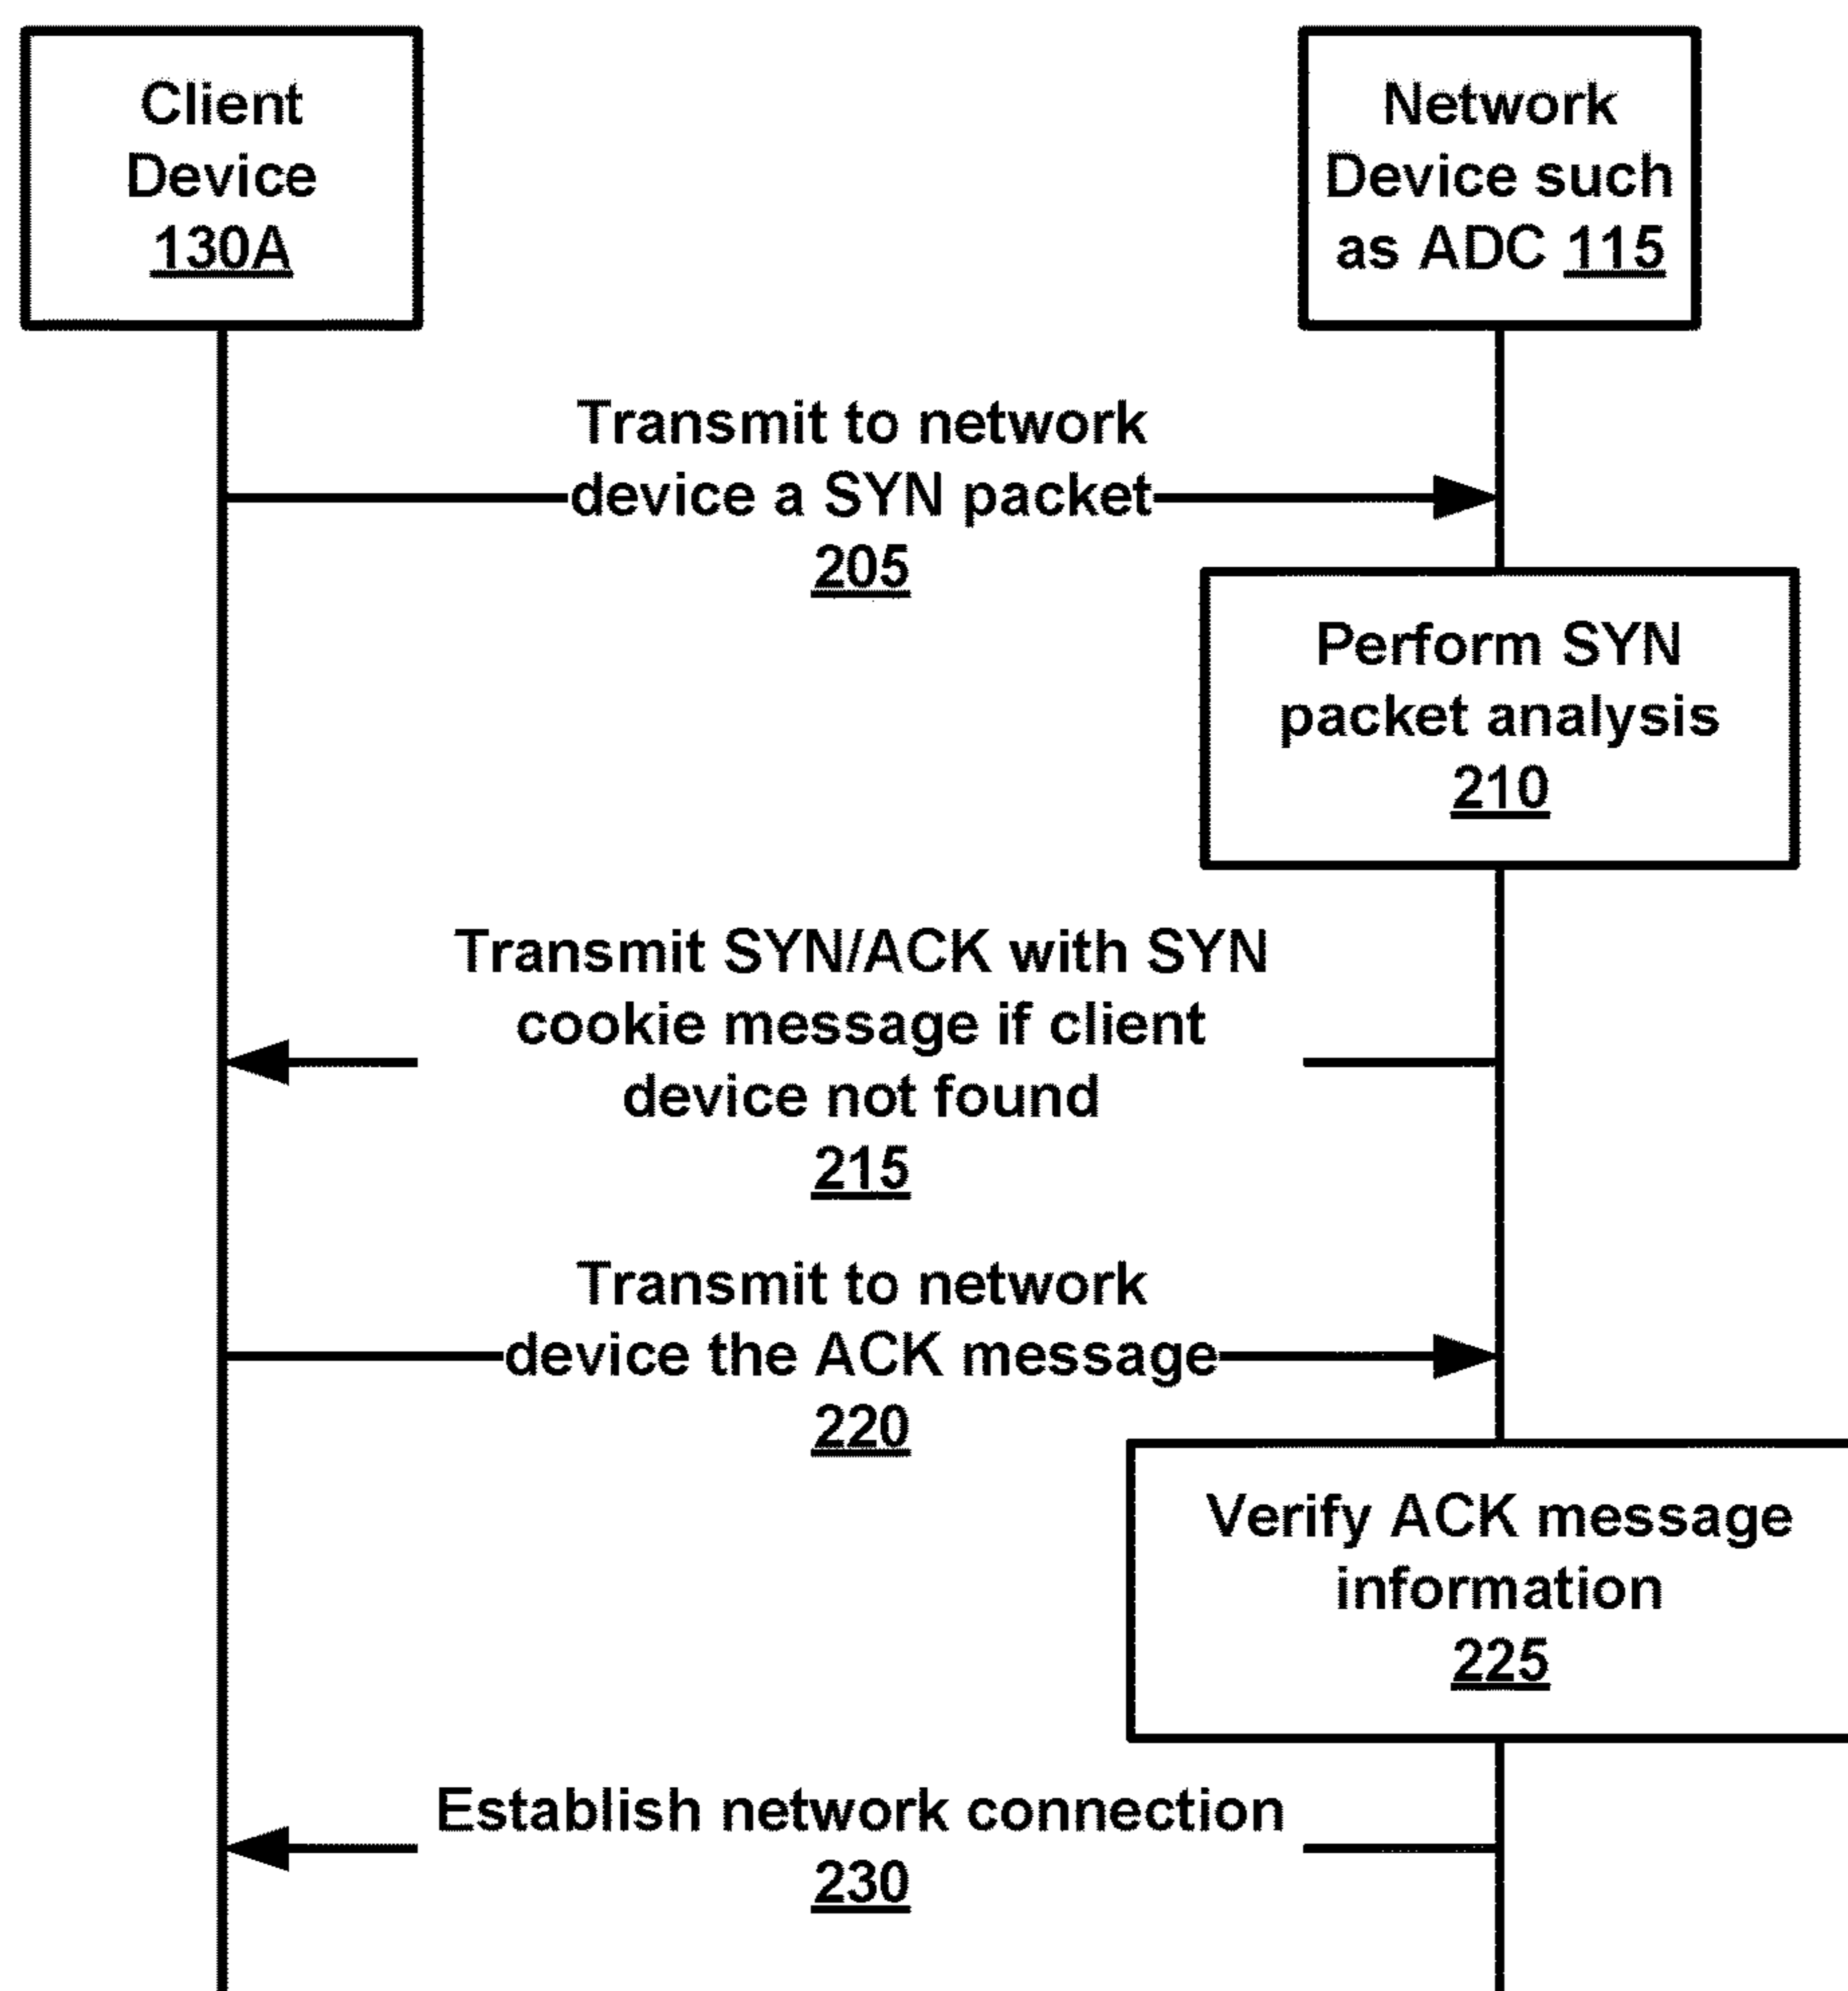 Client
Device
130A
Network
Device such
as ADC 115
Transmit to network
device a SYN packet
205
Perform SYN
packet analysis
210
Transmit SYN/ACK with SYN
cookie message if client
device not found
215
Transmit to network
device the ACK message
220
Verify ACK message
information
225
Establish network connection
230